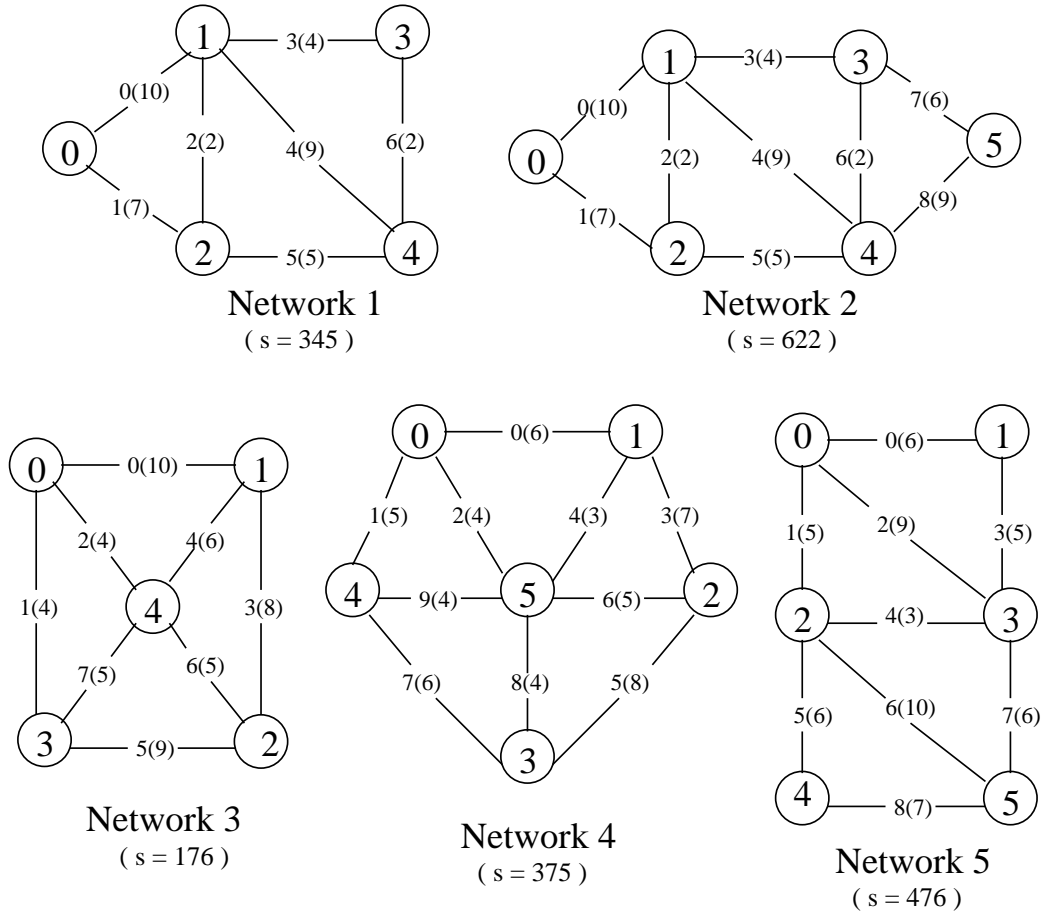 1 3(4) 3
0(10)
0 2(2) 4(9) 6(2)
1(7)
2 5(5) 4
Network 1
( s = 345 )
1 3(4) 3
0(10) 7(6)
0 2(2) 4(9) 6(2) 5
1(7) 8(9)
2 5(5) 4
Network 2
( s = 622 )
0 0(10) 1
2(4) 4(6)
1(4) 4 3(8)
7(5) 6(5)
3 5(9) 2
Network 3
( s = 176 )
0 0(6) 1
1(5) 2(4) 4(3) 3(7)
4 9(4) 5 6(5) 2
7(6) 8(4) 5(8)
3
Network 4
( s = 375 )
0 0(6) 1
1(5) 2(9) 3(5)
2 4(3) 3
5(6) 6(10) 7(6)
4 8(7) 5
Network 5
( s = 476 )